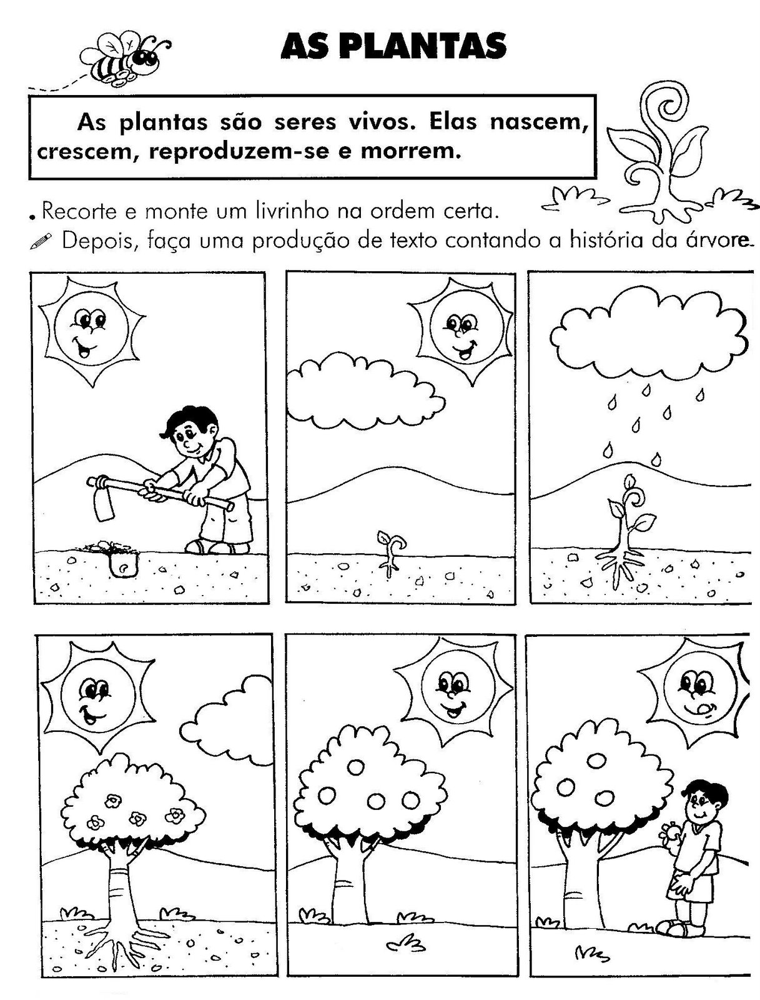 AS PLANTAS
As plantas são seres vivos. Elas nascem,
crescem, reproduzem-se e morrem.
. Recorte e monte um livrinho na ordem certa.
Depois, faça uma produção de texto contando a história da árvore.